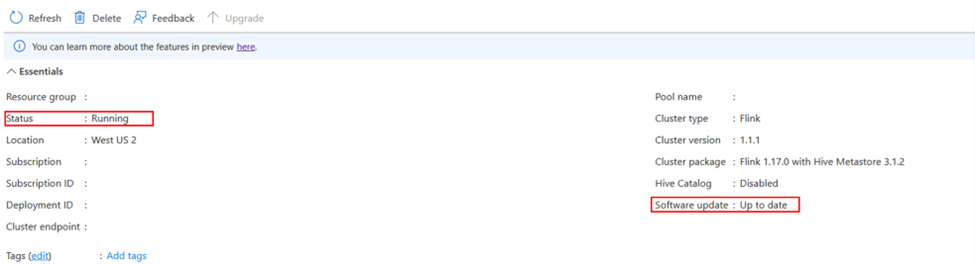 Refresh Delete Feedback Upgrade
You can learn more about the features in preview here.
Essentials
Resource group :
Status : Running
Location : West US 2
Subscription :
Subscription ID :
Deployment ID :
Cluster endpoint :
Tags (edit) : Add tags
Pool name :
Cluster type : Flink
Cluster version : 1.1.1
Cluster package : Flink 1.17.0 with Hive Metastore 3.1.2
Hive Catalog : Disabled
Software update : Up to date